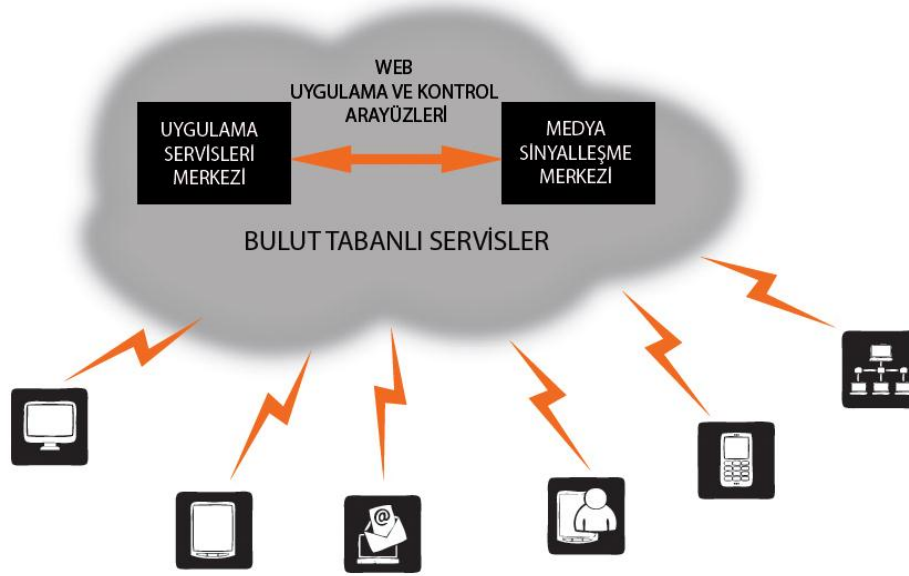 WEB
UYGULAMA VE KONTROL
ARAYÜZLERİ
UYGULAMA
SERVİSLERİ
MERKEZİ
MEDYA
SİNYALLEŞME
MERKEZİ
BULUT TABANLI SERVİSLER
@